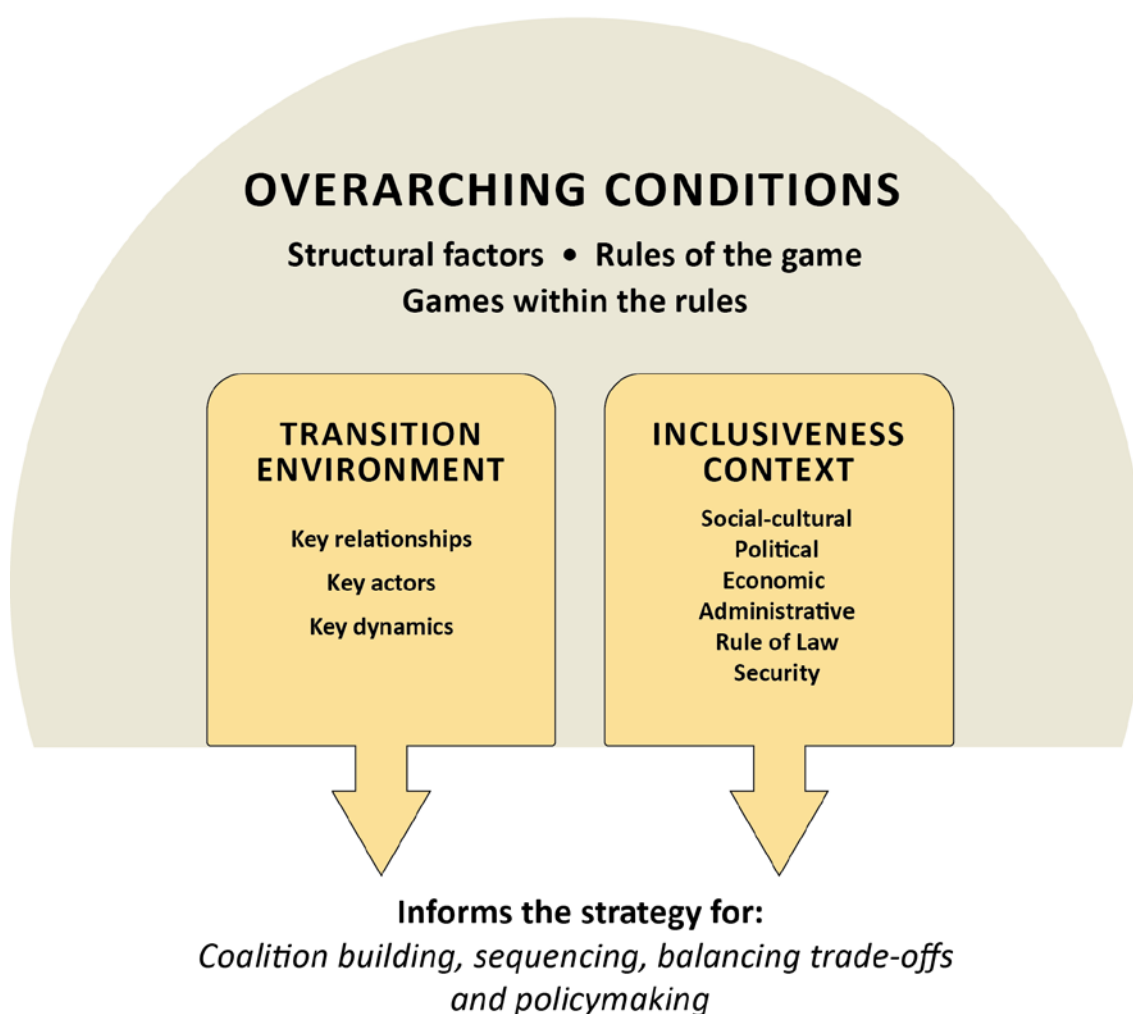 OVERARCHING CONDITIONS
Structural factors • Rules of the game
Games within the rules
TRANSITION
ENVIRONMENT
Key relationships
Key actors
Key dynamics
INCLUSIVENESS
CONTEXT
Social-cultural
Political
Economic
Administrative
Rule of Law
Security
Informs the strategy for:
Coalition building, sequencing, balancing trade-offs
and policymaking